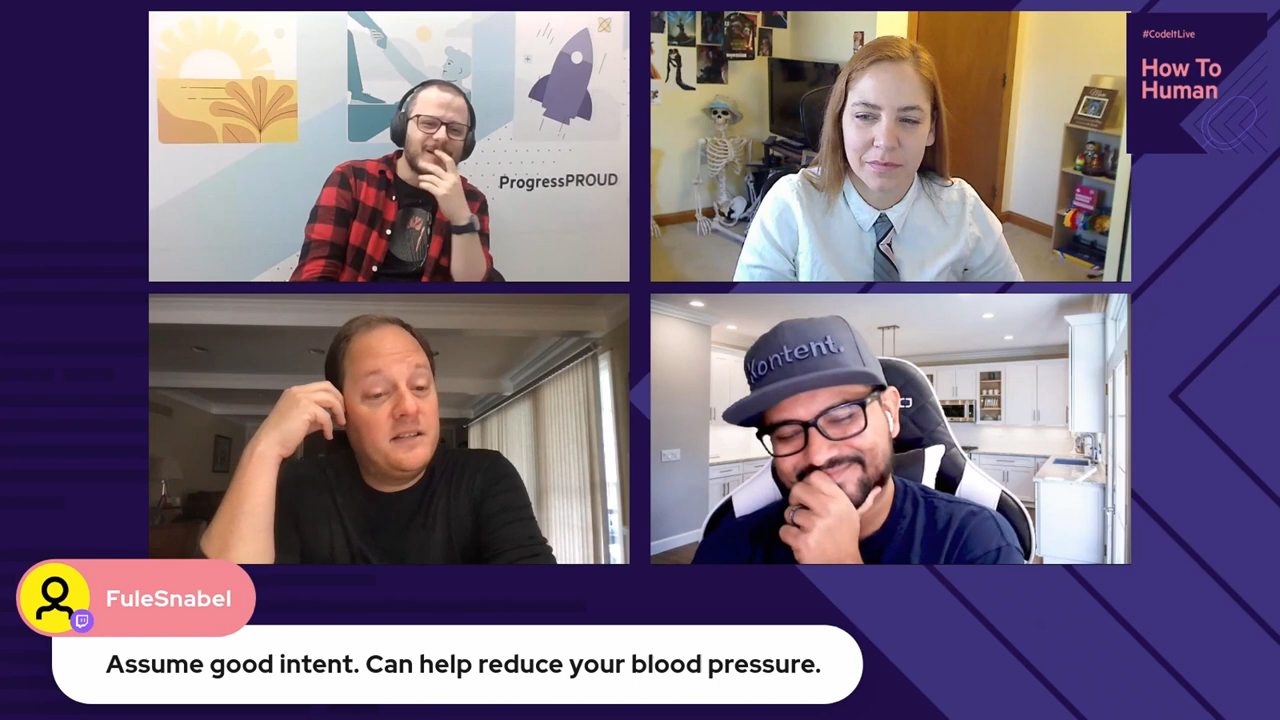 #CodeItLive
How To
Human
ProgressPROUD
Kontent.
FuleSnabel
Assume good intent. Can help reduce your blood pressure.